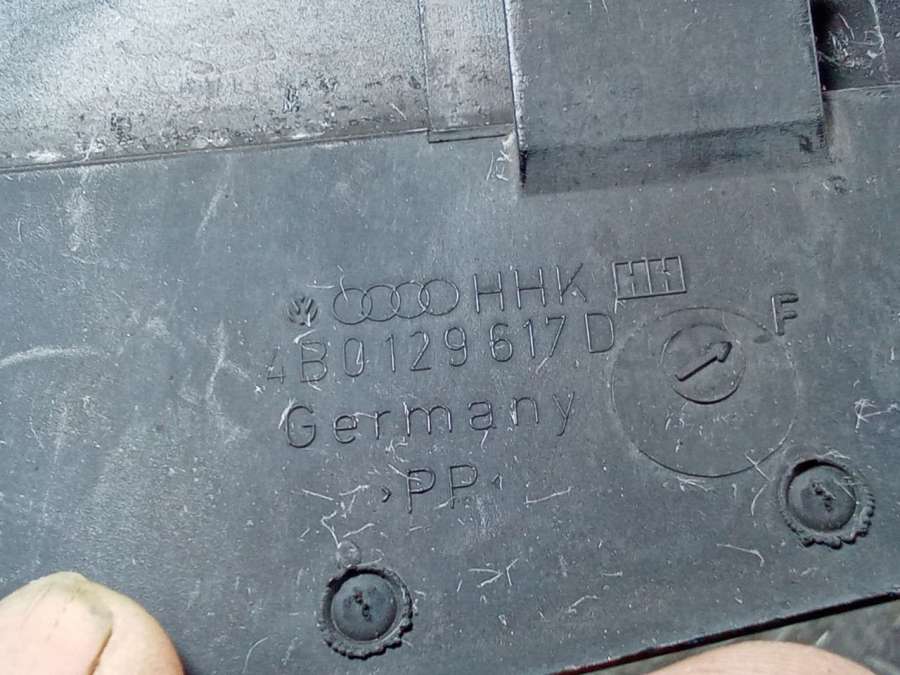 HHK
4B0129617D F
Germany
>PP<